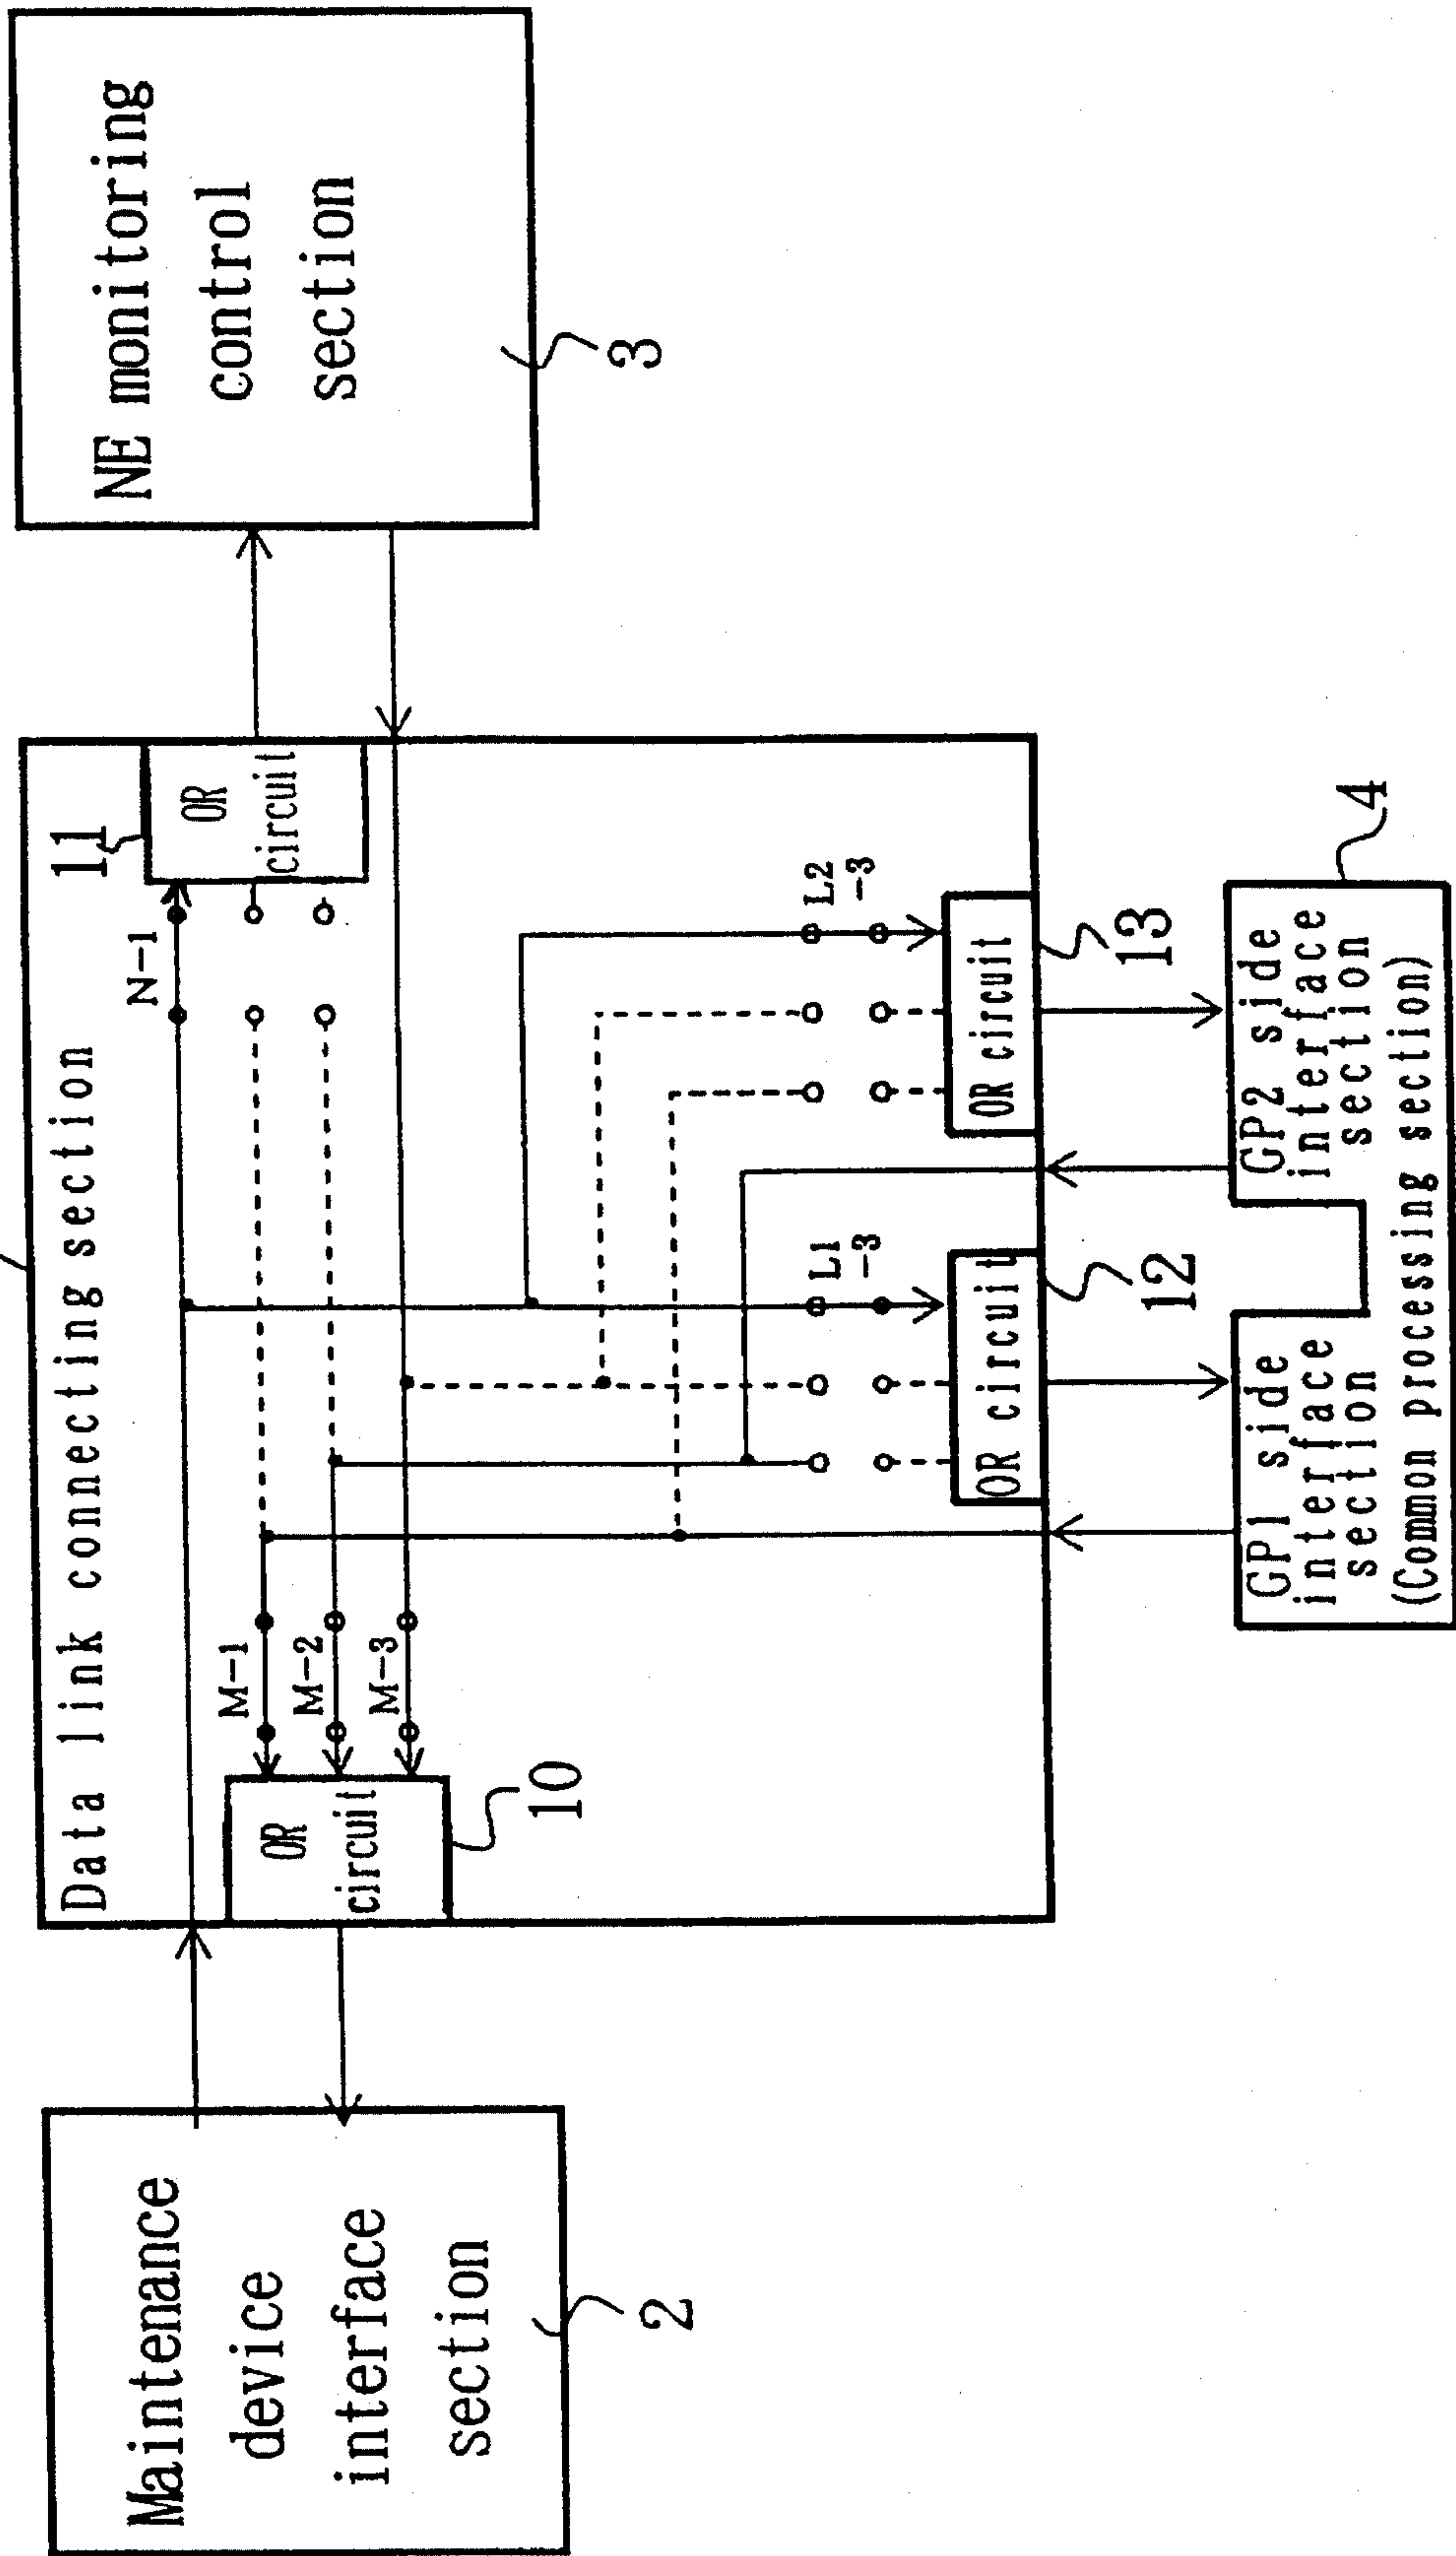 Maintenance
device
interface
section
2
Data link connecting section
OR
circuit
10
M-1
M-2
M-3
N-1
11
OR
circuit
L1
-3
L2
-3
OR circuit
12
OR circuit
13
NE monitoring
control
section
3
GP1 side
interface
section
GP2 side
interface
section
(Common processing section)
4